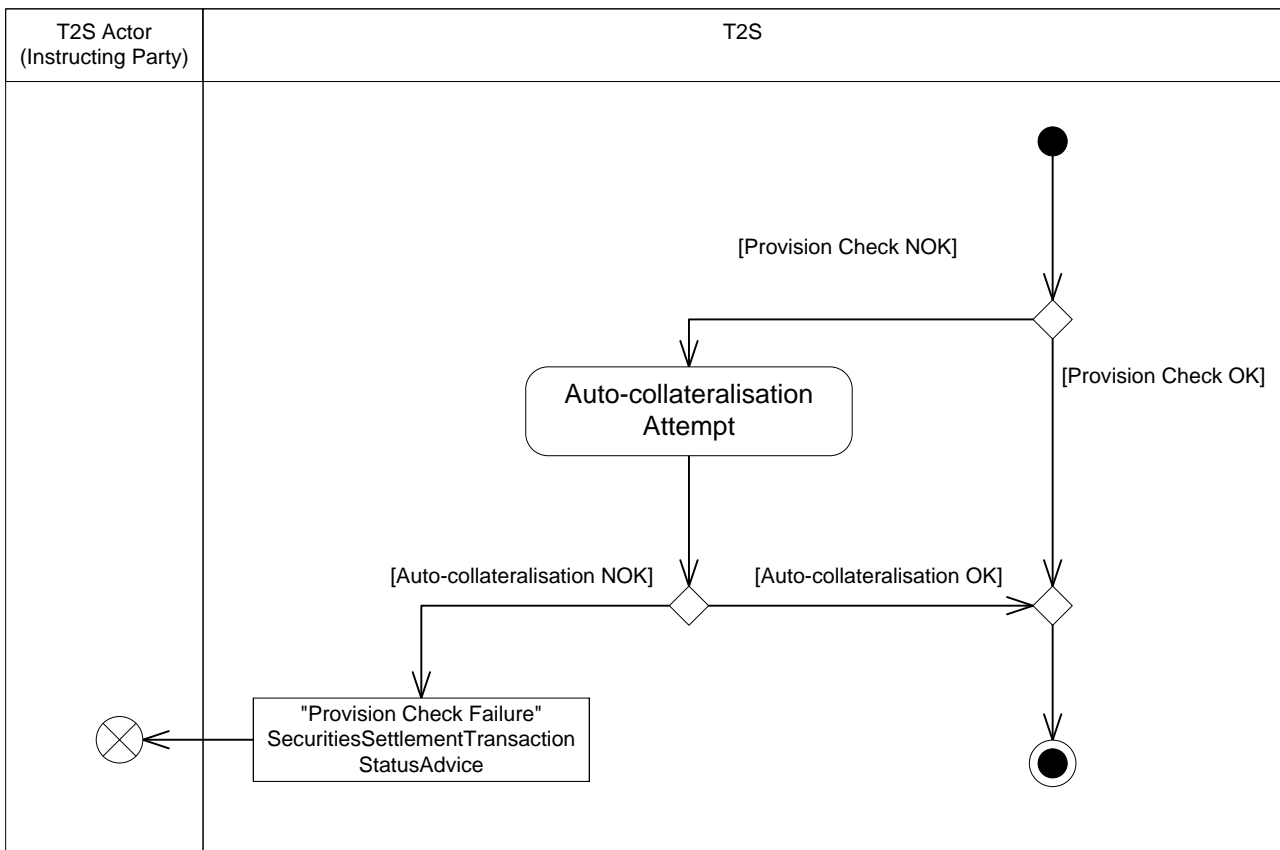 T2S Actor
(Instructing Party)
T2S
[Provision Check NOK]
[Provision Check OK]
Auto-collateralisation
Attempt
[Auto-collateralisation NOK]
[Auto-collateralisation OK]
"Provision Check Failure"
SecuritiesSettlementTransaction
StatusAdvice